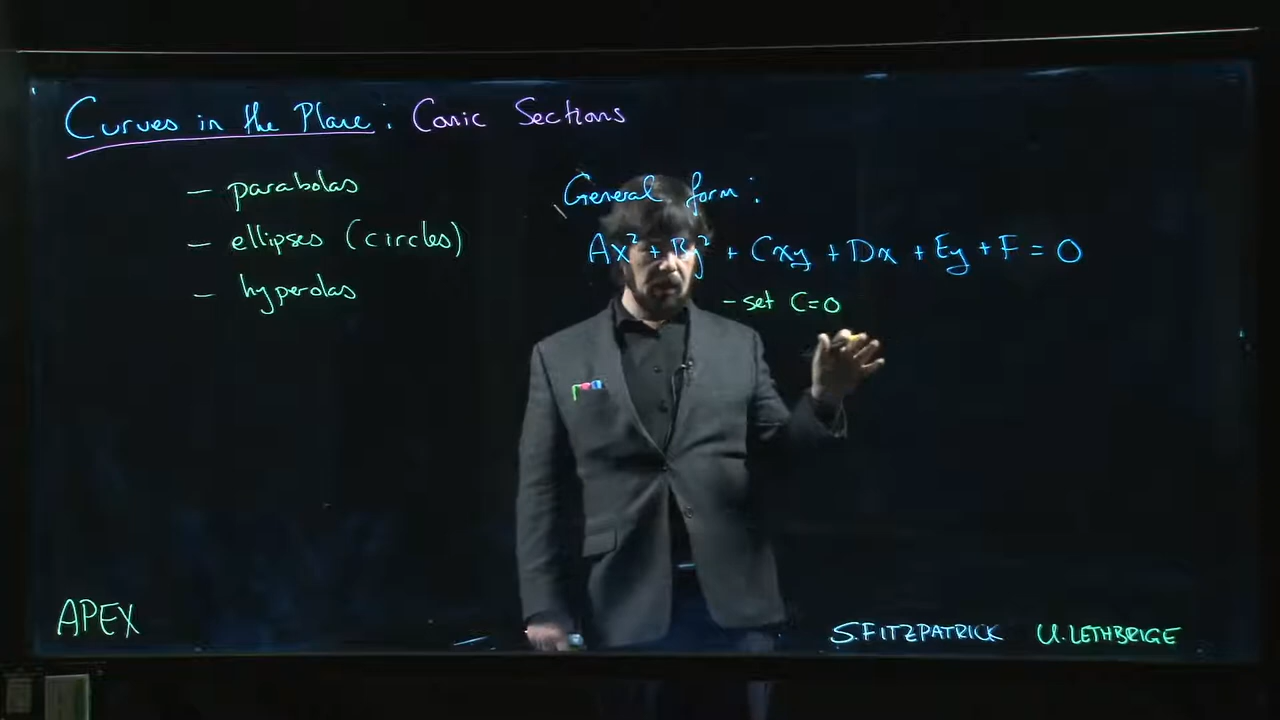 Curves in the Plane: Conic Sections
– parabolas
– ellipses (circles)
– hyperolas
General form:
Ax² + By² + Cxy + Dx + Ey + F = 0
– set C=0
APEX
S.FITZPATRICK U.LETHBRIGE